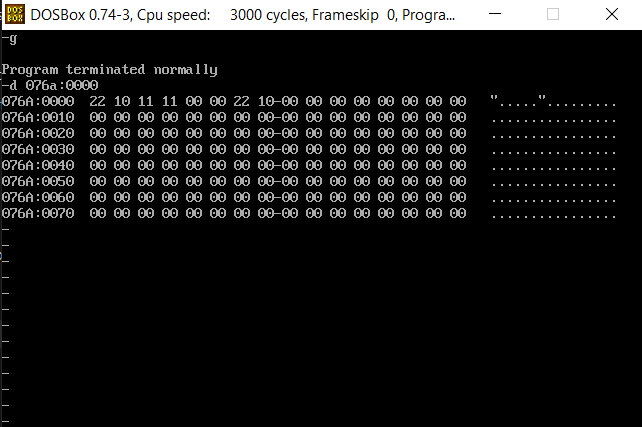 DOS
BOX
DOSBox 0.74-3, Cpu speed: 3000 cycles, Frameskip 0, Progra...
-g
Program terminated normally
-d 076a:0000
076A:0000 22 10 11 11 00 00 22 10-00 00 00 00 00 00 00 00 ".....".........
076A:0010 00 00 00 00 00 00 00 00-00 00 00 00 00 00 00 00 ................
076A:0020 00 00 00 00 00 00 00 00-00 00 00 00 00 00 00 00 ................
076A:0030 00 00 00 00 00 00 00 00-00 00 00 00 00 00 00 00 ................
076A:0040 00 00 00 00 00 00 00 00-00 00 00 00 00 00 00 00 ................
076A:0050 00 00 00 00 00 00 00 00-00 00 00 00 00 00 00 00 ................
076A:0060 00 00 00 00 00 00 00 00-00 00 00 00 00 00 00 00 ................
076A:0070 00 00 00 00 00 00 00 00-00 00 00 00 00 00 00 00 ................
-
-
-
-
-
-
-
-
-
-
-
-
-